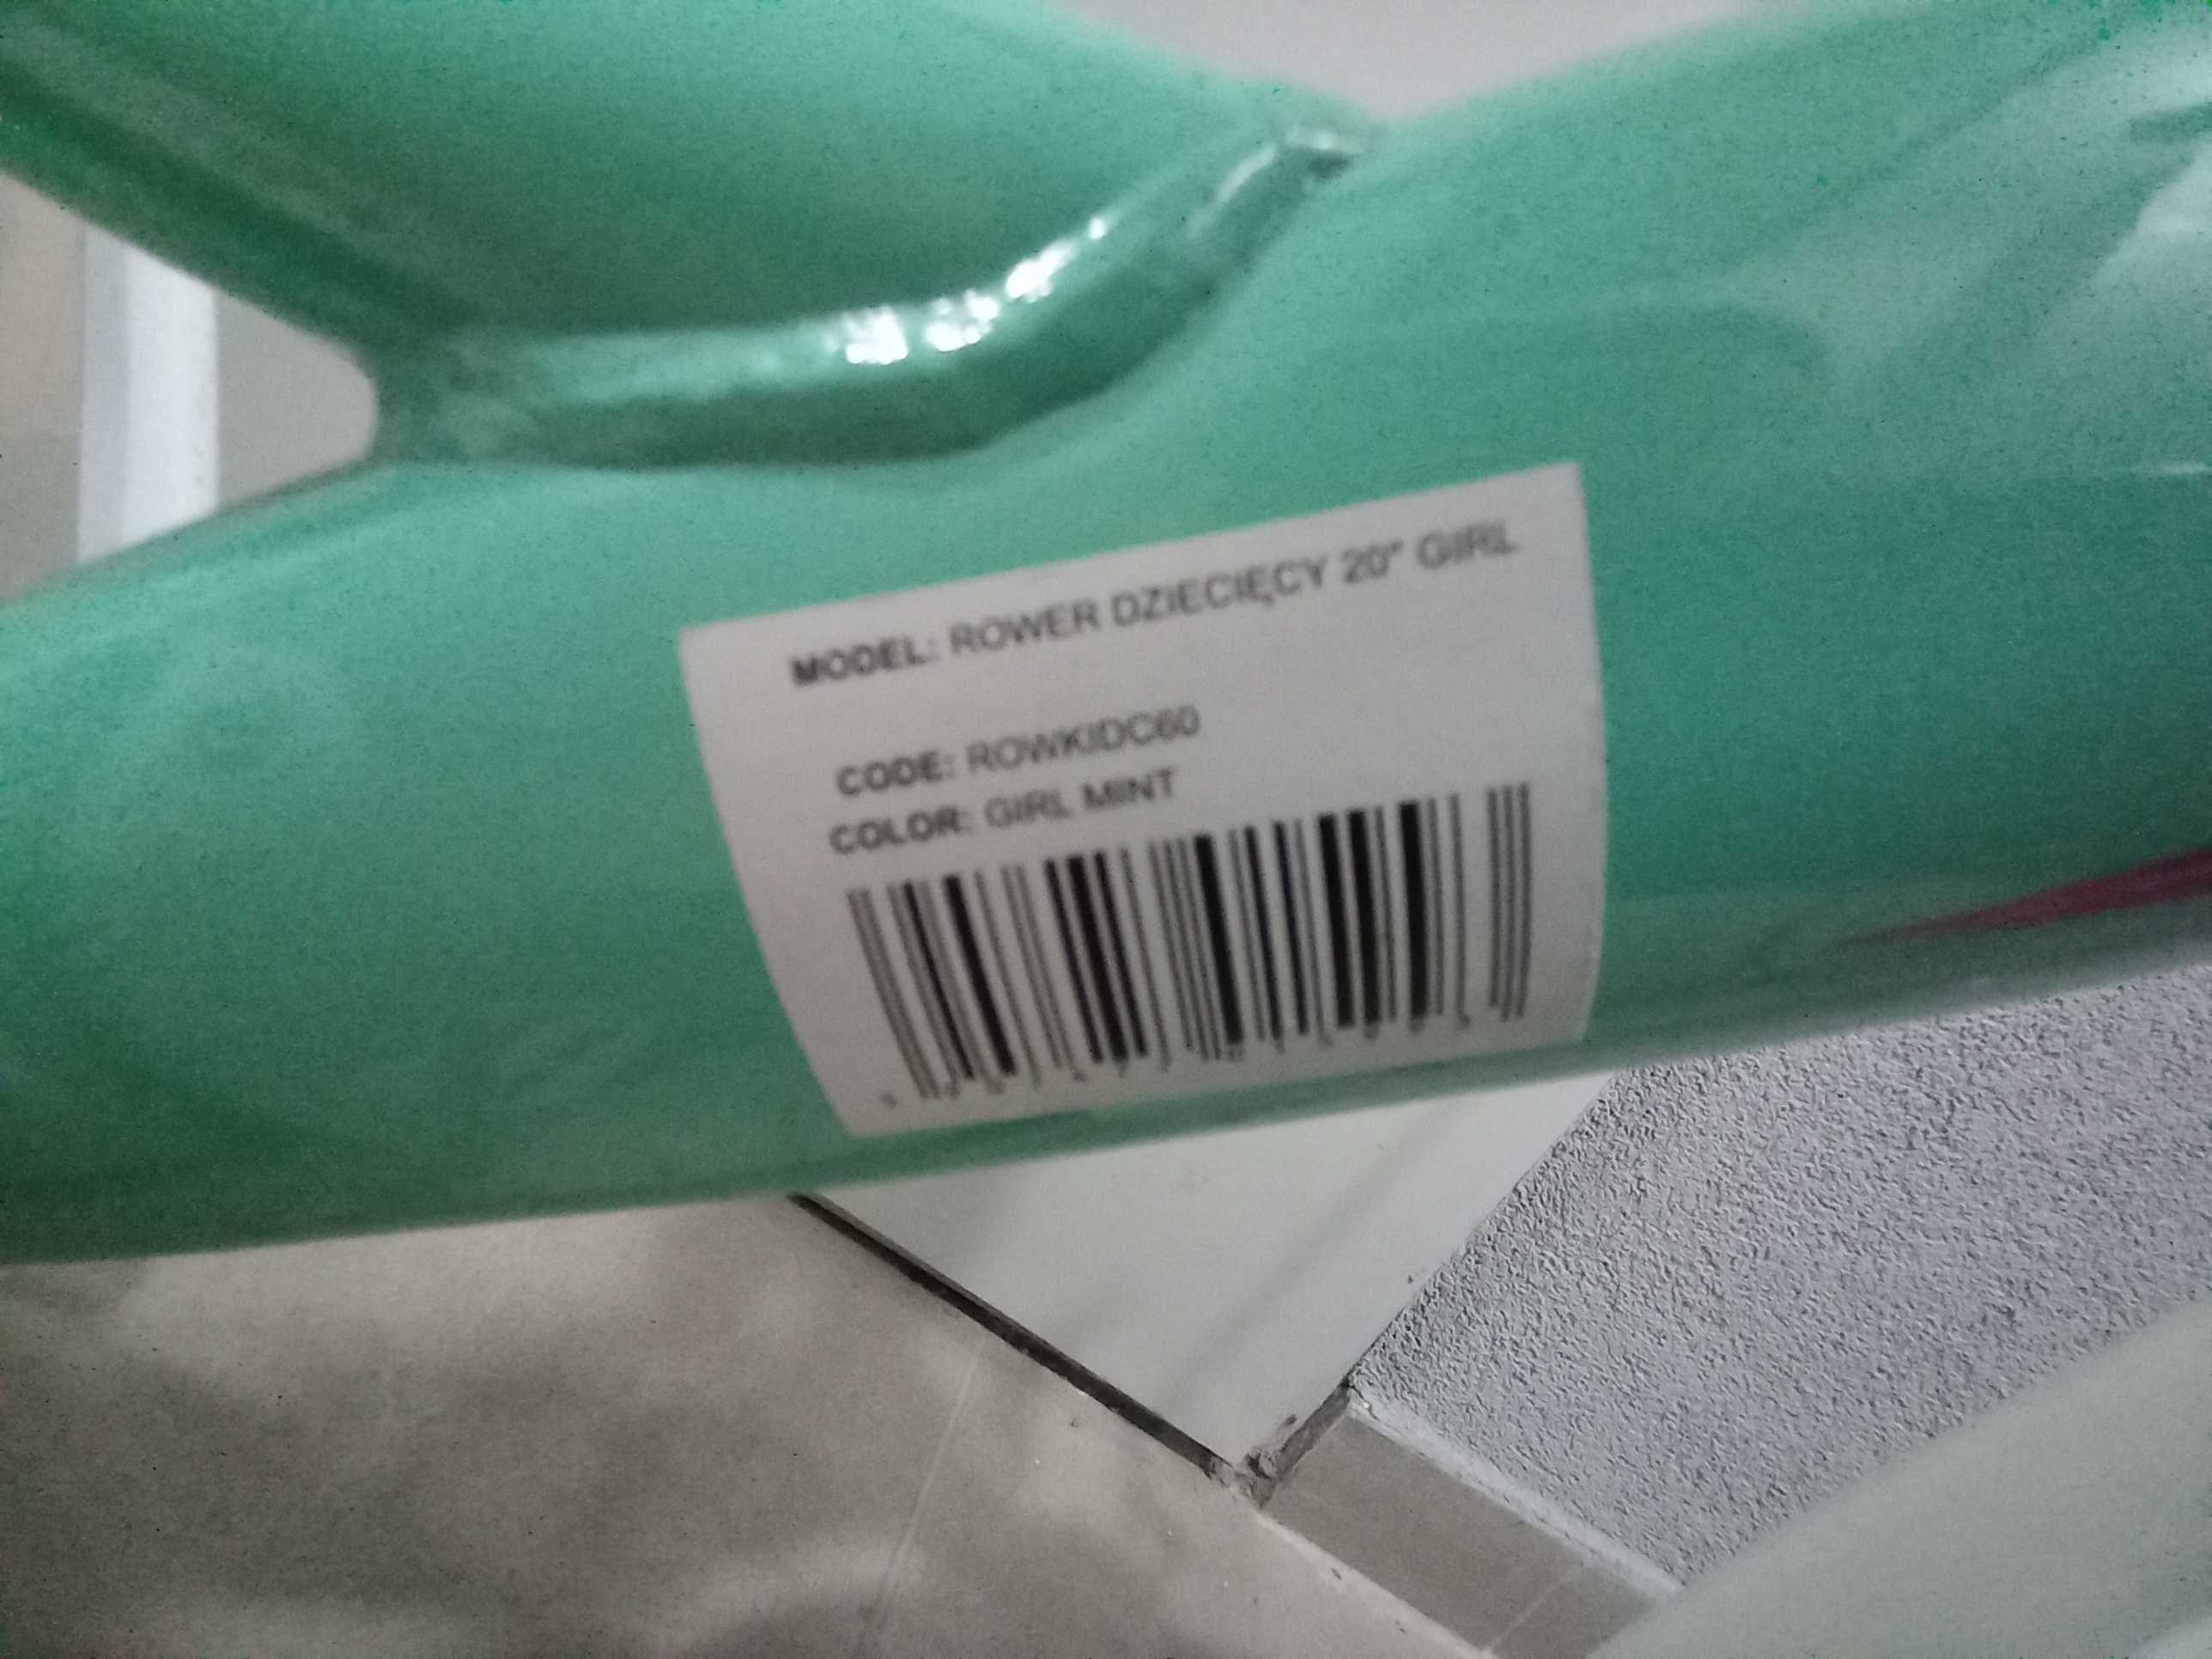 MODEL: ROWER DZIECIĘCY 20" GIRL
CODE: ROWKIDC60
COLOR: GIRL MINT